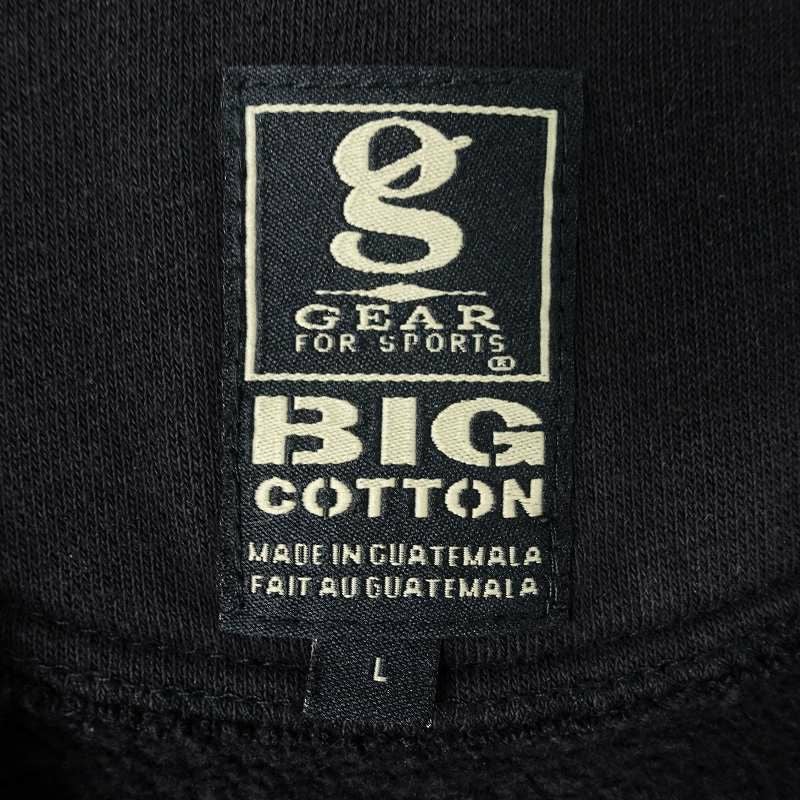 g
GEAR
FOR SPORTS
®
BIG
COTTON
MADE IN GUATEMALA
FAIT AU GUATEMALA
L